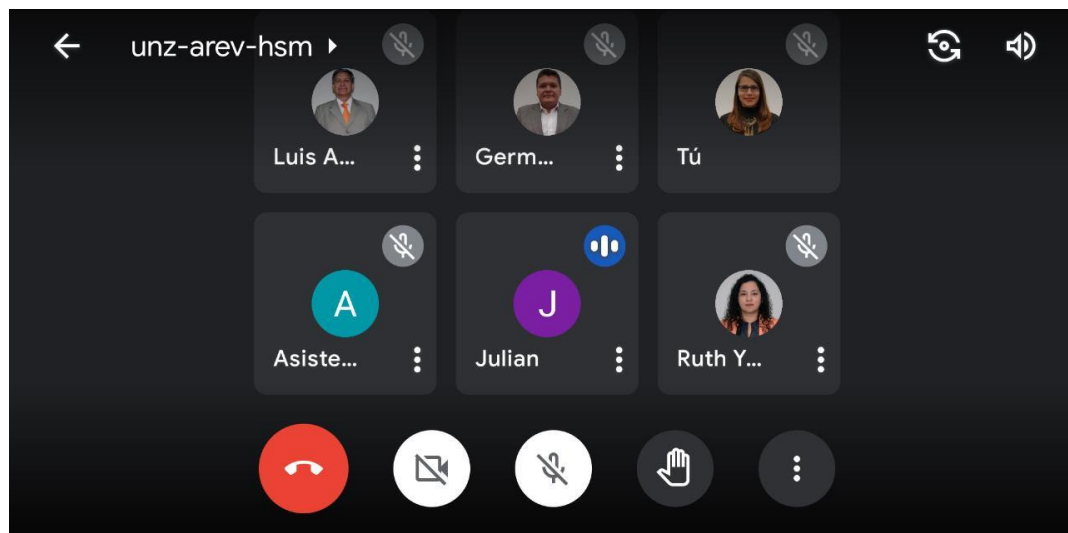 unz-arev-hsm
Luis A...
Germ...
Tú
A
J
Asiste...
Julian
Ruth Y...